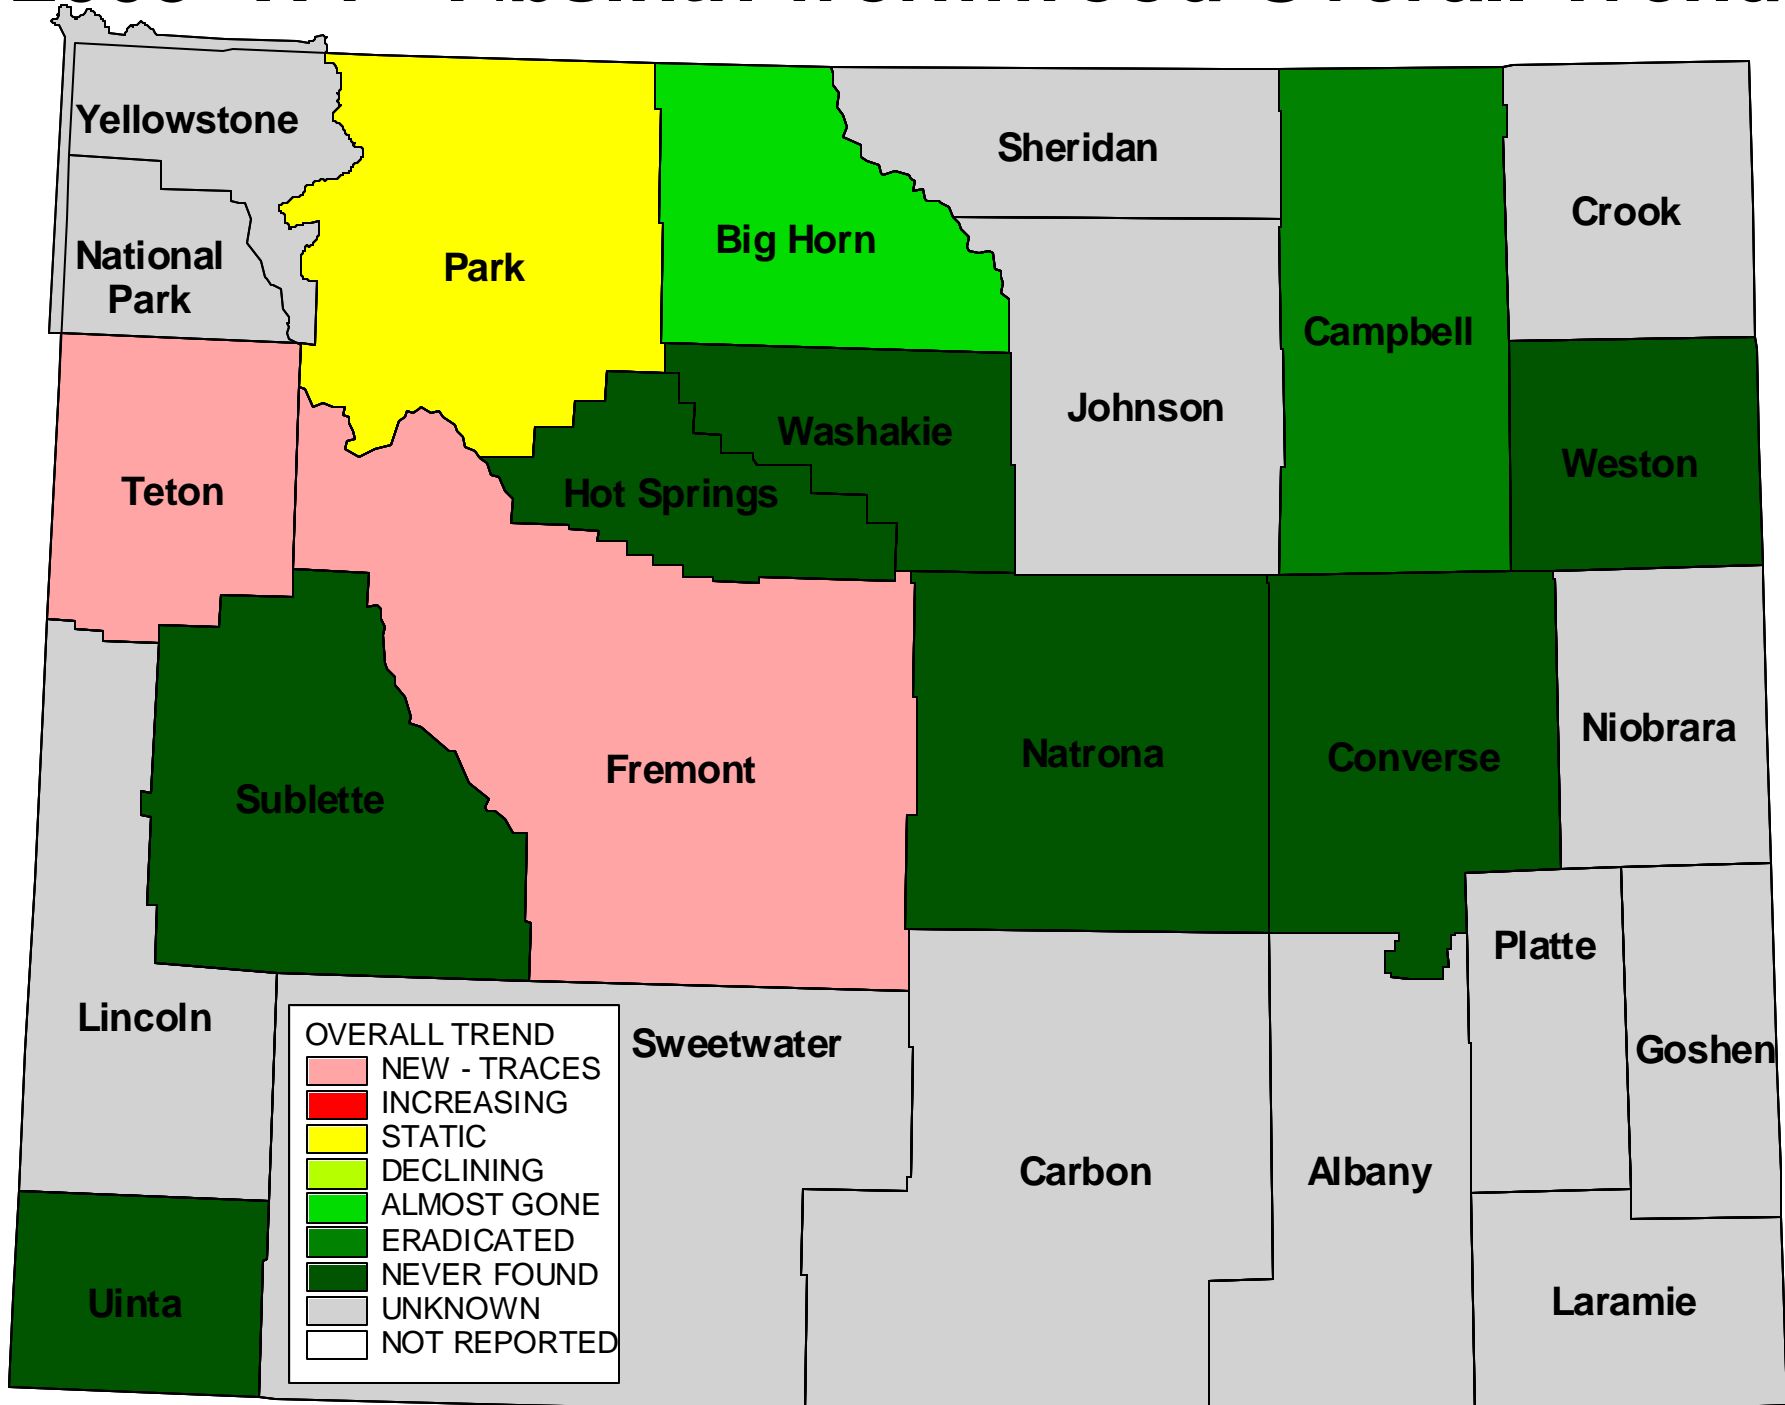 Yellowstone
Sheridan
Crook
National
Park
Park
Big Horn
Campbell
Johnson
Washakie
Weston
Teton
Hot Springs
Niobrara
Natrona
Converse
Fremont
Sublette
Platte
Lincoln
Sweetwater
Goshen
Carbon
Albany
Uinta
Laramie
OVERALL TREND
NEW - TRACES
INCREASING
STATIC
DECLINING
ALMOST GONE
ERADICATED
NEVER FOUND
UNKNOWN
NOT REPORTED